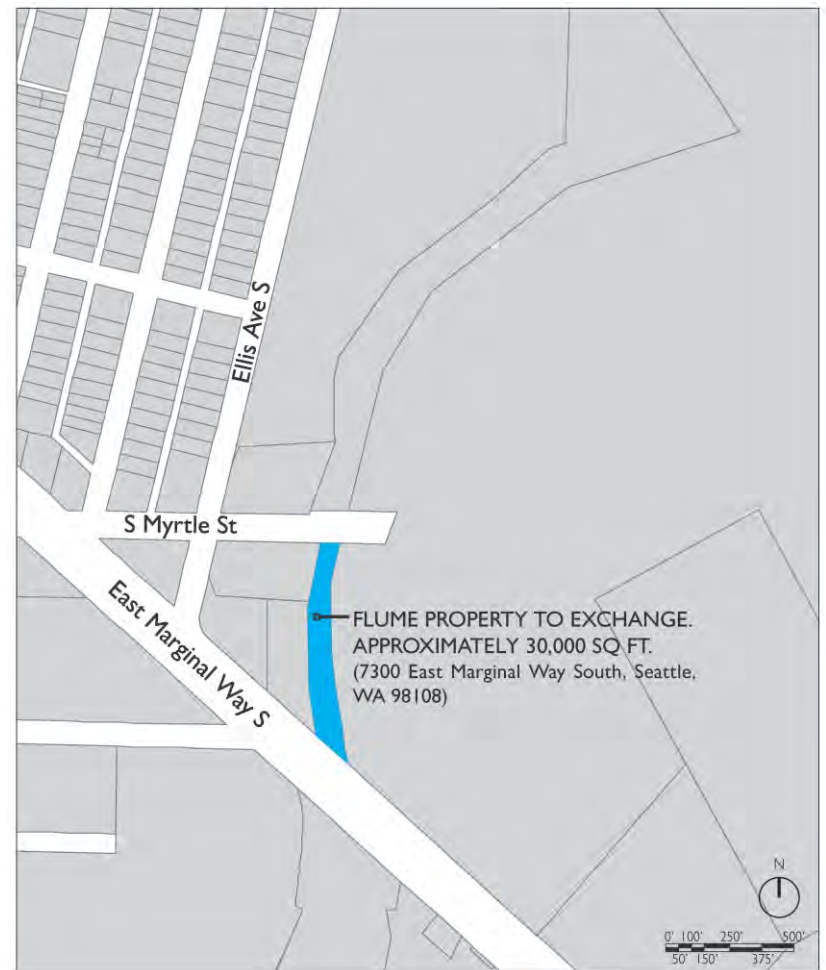 Ellis Ave S
S Myrtle St
East Marginal Way S
FLUME PROPERTY TO EXCHANGE.
APPROXIMATELY 30,000 SQ FT.
(7300 East Marginal Way South, Seattle,
WA 98108)
N
0' 100' 250' 500'
50' 150' 375'